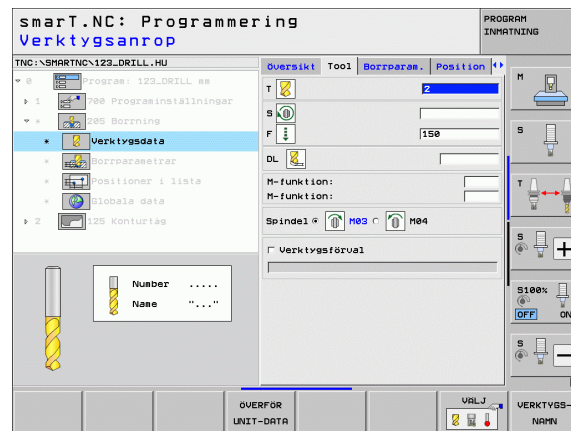 smarT.NC: Programmering
Verktygsanrop
PROGRAM
INMATNING
TNC:\SMARTNC\123_DRILL.HU
0 Program: 123_DRILL mm
1 700 Programinställningar
* 205 Borrning
* Verktygsdata
* Borrparametrar
* Positioner i lista
* Globala data
2 125 Konturtåg
Översikt Tool Borrparam. Position
T 2
S
F 150
DL
M-funktion:
M-funktion:
Spindel M03 M04
Verktygsförval
Number .....
Name "..."
M
S
T
S
S100%
OFF ON
S
ÖVERFÖR
UNIT-DATA
VÄLJ
VERKTYGS-
NAMN